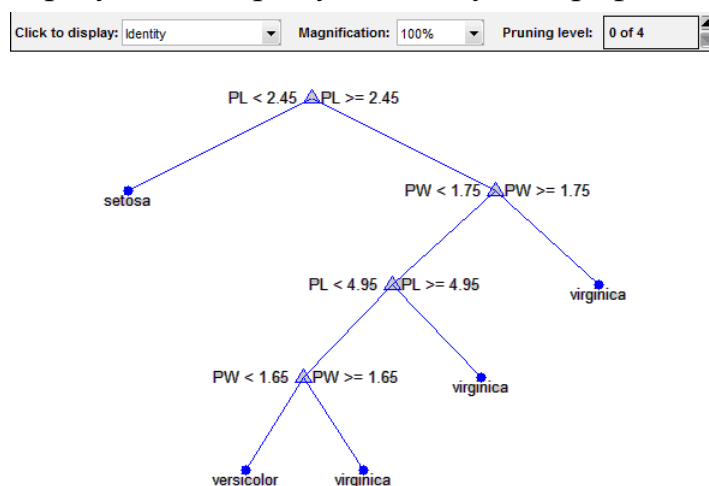 Click to display: Identity Magnification: 100% Pruning level: 0 of 4
PL < 2.45 PL >= 2.45
setosa
PW < 1.75 PW >= 1.75
PL < 4.95 PL >= 4.95
virginica
PW < 1.65 PW >= 1.65
virginica
versicolor virginica